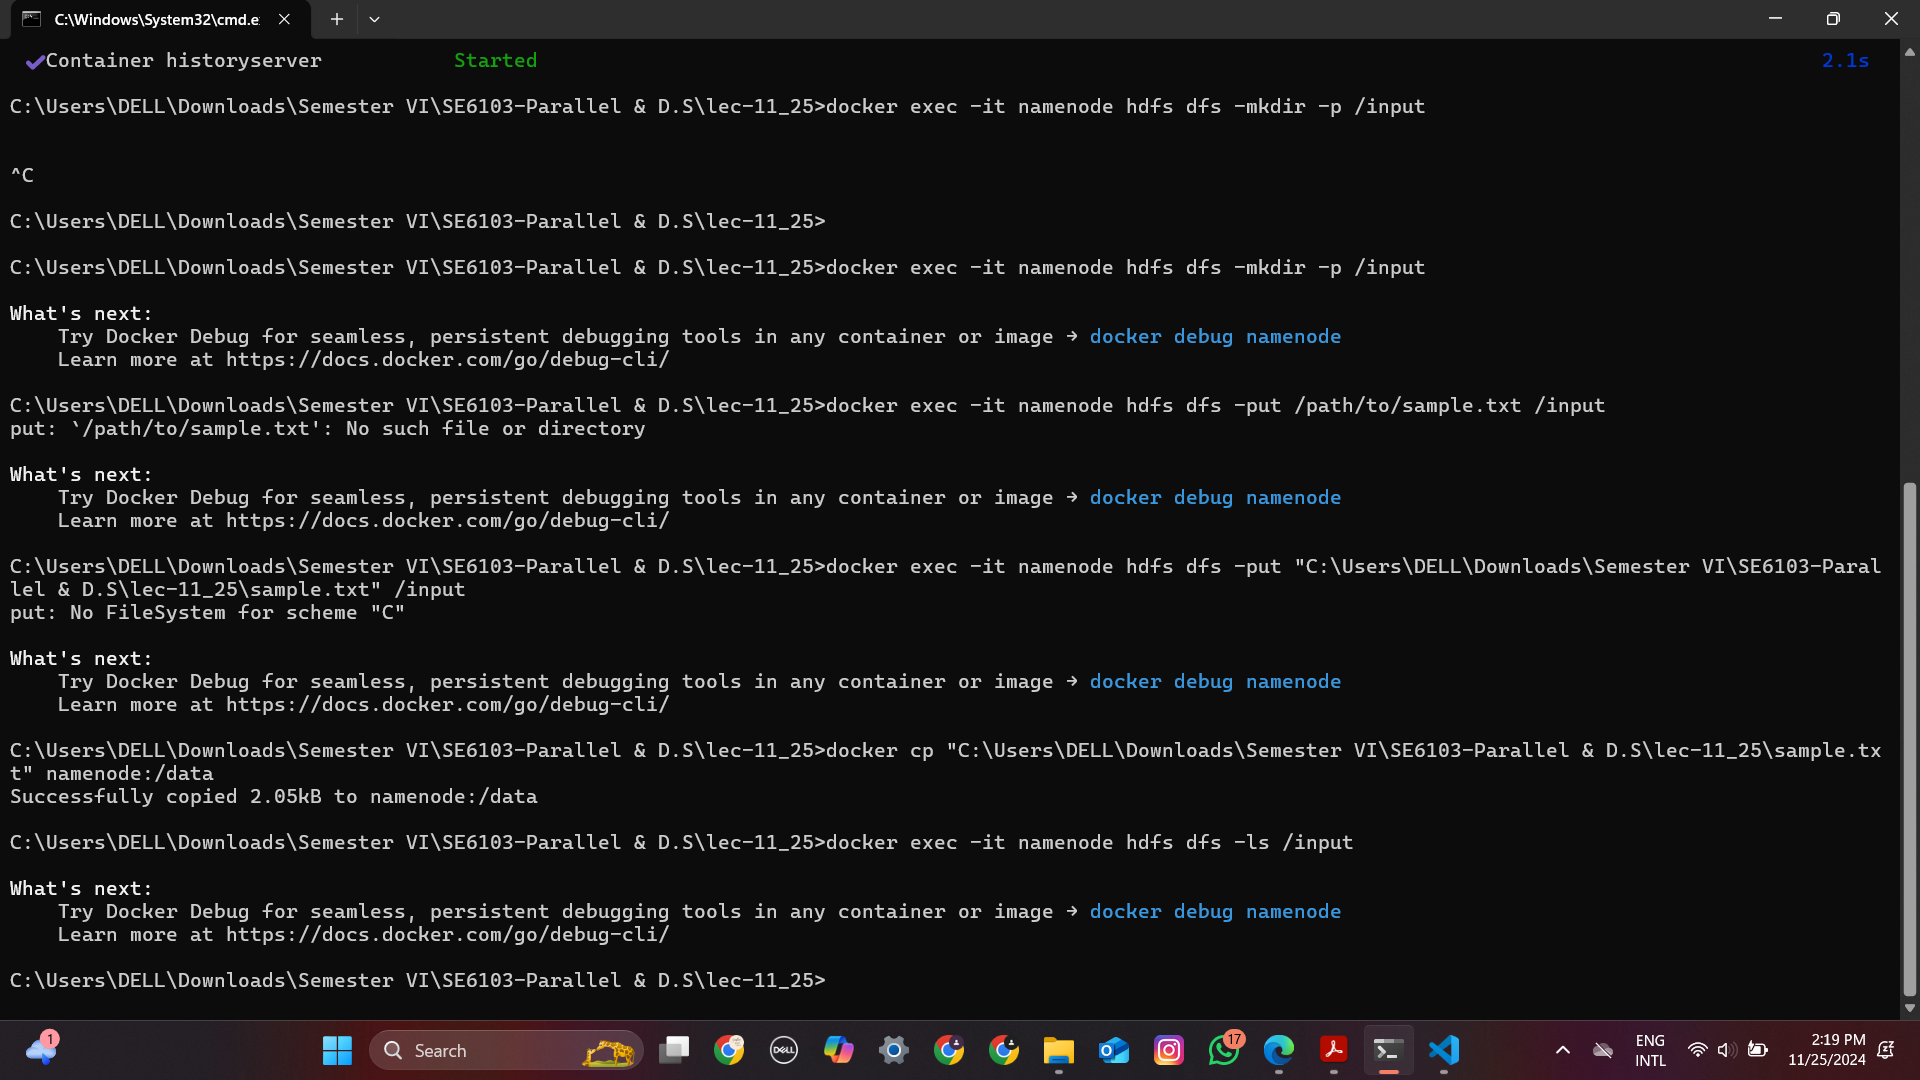 C:\Windows\System32\cmd.e
Container historyserver Started 2.1s
C:\Users\DELL\Downloads\Semester VI\SE6103-Parallel & D.S\lec-11_25>docker exec -it namenode hdfs dfs -mkdir -p /input
^C
C:\Users\DELL\Downloads\Semester VI\SE6103-Parallel & D.S\lec-11_25>
C:\Users\DELL\Downloads\Semester VI\SE6103-Parallel & D.S\lec-11_25>docker exec -it namenode hdfs dfs -mkdir -p /input
What's next:
Try Docker Debug for seamless, persistent debugging tools in any container or image → docker debug namenode
Learn more at https://docs.docker.com/go/debug-cli/
C:\Users\DELL\Downloads\Semester VI\SE6103-Parallel & D.S\lec-11_25>docker exec -it namenode hdfs dfs -put /path/to/sample.txt /input
put: `/path/to/sample.txt': No such file or directory
What's next:
Try Docker Debug for seamless, persistent debugging tools in any container or image → docker debug namenode
Learn more at https://docs.docker.com/go/debug-cli/
C:\Users\DELL\Downloads\Semester VI\SE6103-Parallel & D.S\lec-11_25>docker exec -it namenode hdfs dfs -put "C:\Users\DELL\Downloads\Semester VI\SE6103-Paral
lel & D.S\lec-11_25\sample.txt" /input
put: No FileSystem for scheme "C"
What's next:
Try Docker Debug for seamless, persistent debugging tools in any container or image → docker debug namenode
Learn more at https://docs.docker.com/go/debug-cli/
C:\Users\DELL\Downloads\Semester VI\SE6103-Parallel & D.S\lec-11_25>docker cp "C:\Users\DELL\Downloads\Semester VI\SE6103-Parallel & D.S\lec-11_25\sample.tx
t" namenode:/data
Successfully copied 2.05kB to namenode:/data
C:\Users\DELL\Downloads\Semester VI\SE6103-Parallel & D.S\lec-11_25>docker exec -it namenode hdfs dfs -ls /input
What's next:
Try Docker Debug for seamless, persistent debugging tools in any container or image → docker debug namenode
Learn more at https://docs.docker.com/go/debug-cli/
C:\Users\DELL\Downloads\Semester VI\SE6103-Parallel & D.S\lec-11_25>
1
Search
DELL
17
ENG
INTL
2:19 PM
11/25/2024